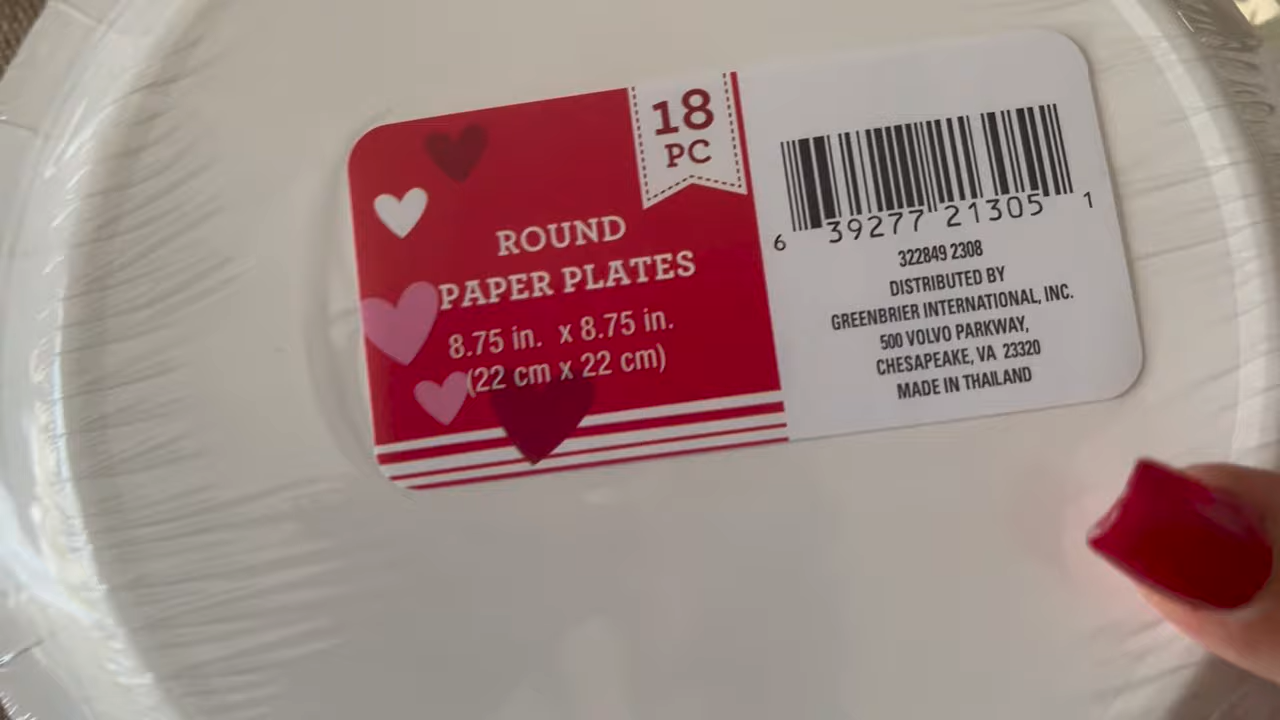 18
PC
ROUND
PAPER PLATES
8.75 in. x 8.75 in.
(22 cm x 22 cm)
6 39277 21305 1
322849 2308
DISTRIBUTED BY
GREENBRIER INTERNATIONAL, INC.
500 VOLVO PARKWAY,
CHESAPEAKE, VA 23320
MADE IN THAILAND